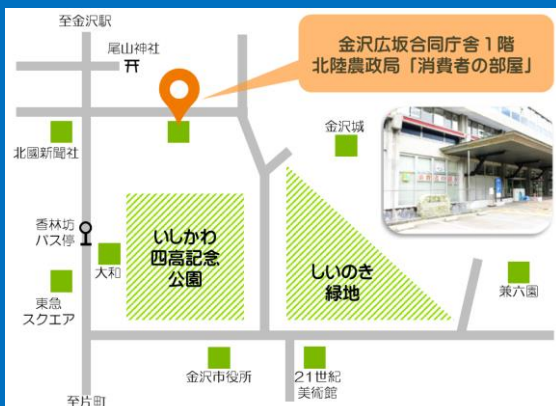 至金沢駅
尾山神社
金沢広坂合同庁舎1階
北陸農政局「消費者の部屋」
北國新聞社
金沢城
香林坊
バス停
大和
いしかわ
四高記念
公園
しいのき
緑地
兼六園
東急
スクエア
金沢市役所
21世紀
美術館
至片町